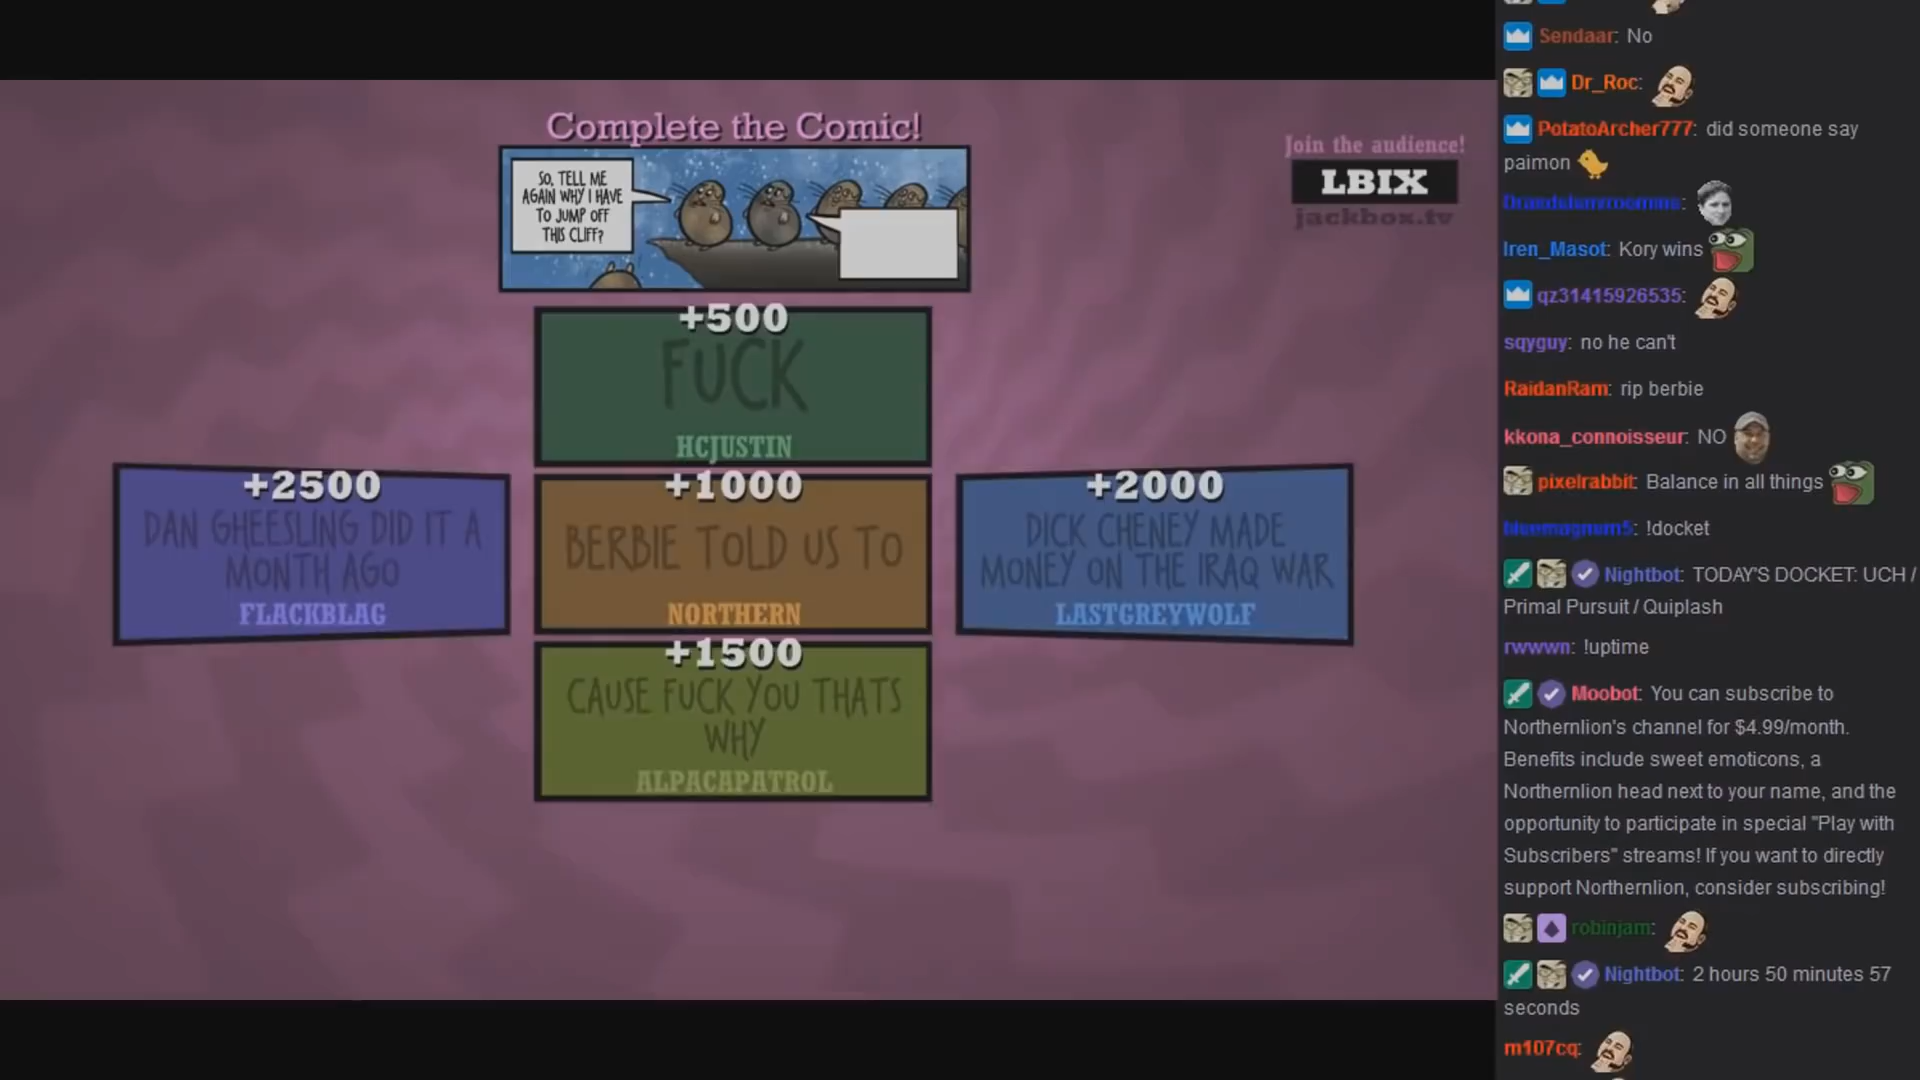 Complete the Comic!
SO, TELL ME
AGAIN WHY I HAVE
TO JUMP OFF
THIS CLIFF?
Join the audience!
LBIX
jackbox.tv
+500
FUCK
HCJUSTIN
+2500
DAN GHEESLING DID IT A
MONTH AGO
FLACKBLAG
+1000
BERBIE TOLD US TO
NORTHERN
+2000
DICK CHENEY MADE
MONEY ON THE IRAQ WAR
LASTGREYWOLF
+1500
CAUSE FUCK YOU THATS
WHY
ALPACAPATROL
Sendaar: No
Dr_Roc:
PotatoArcher777: did someone say
paimon
Iren_Masot: Kory wins
qz31415926535:
sqyguy: no he can't
RaidanRam: rip berbie
kkona_connoisseur: NO
pixelrabbit: Balance in all things
bluemagnum5: !docket
Nightbot: TODAY'S DOCKET: UCH /
Primal Pursuit / Quiplash
rwwwn: !uptime
Moobot: You can subscribe to
Northernlion's channel for $4.99/month.
Benefits include sweet emoticons, a
Northernlion head next to your name, and the
opportunity to participate in special "Play with
Subscribers" streams! If you want to directly
support Northernlion, consider subscribing!
robinjam:
Nightbot: 2 hours 50 minutes 57
seconds
m107cq: